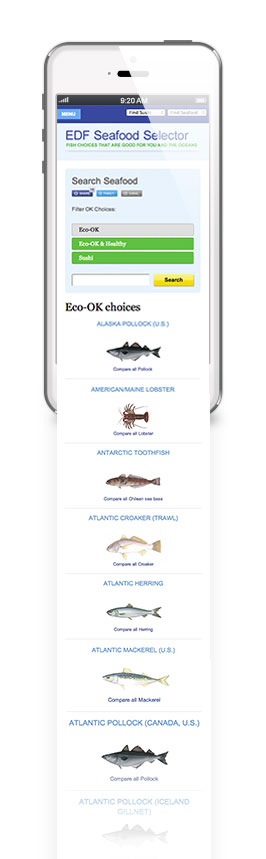 9:20 AM
MENU
Find Sushi
Find Seafood
EDF Seafood Selector
FISH CHOICES THAT ARE GOOD FOR YOU AND THE OCEANS
Search Seafood
Filter OK Choices:
Eco-OK
Eco-OK & Healthy
Sushi
Search
Eco-OK choices
ALASKA POLLOCK (U.S.)
Compare all Pollock
AMERICAN/MAINE LOBSTER
Compare all Lobster
ANTARCTIC TOOTHFISH
Compare all Chilean sea bass
ATLANTIC CROAKER (TRAWL)
Compare all Croaker
ATLANTIC HERRING
Compare all Herring
ATLANTIC MACKEREL (U.S.)
Compare all Mackerel
ATLANTIC POLLOCK (CANADA, U.S.)
Compare all Pollock
ATLANTIC POLLOCK (ICELAND
GILLNET)